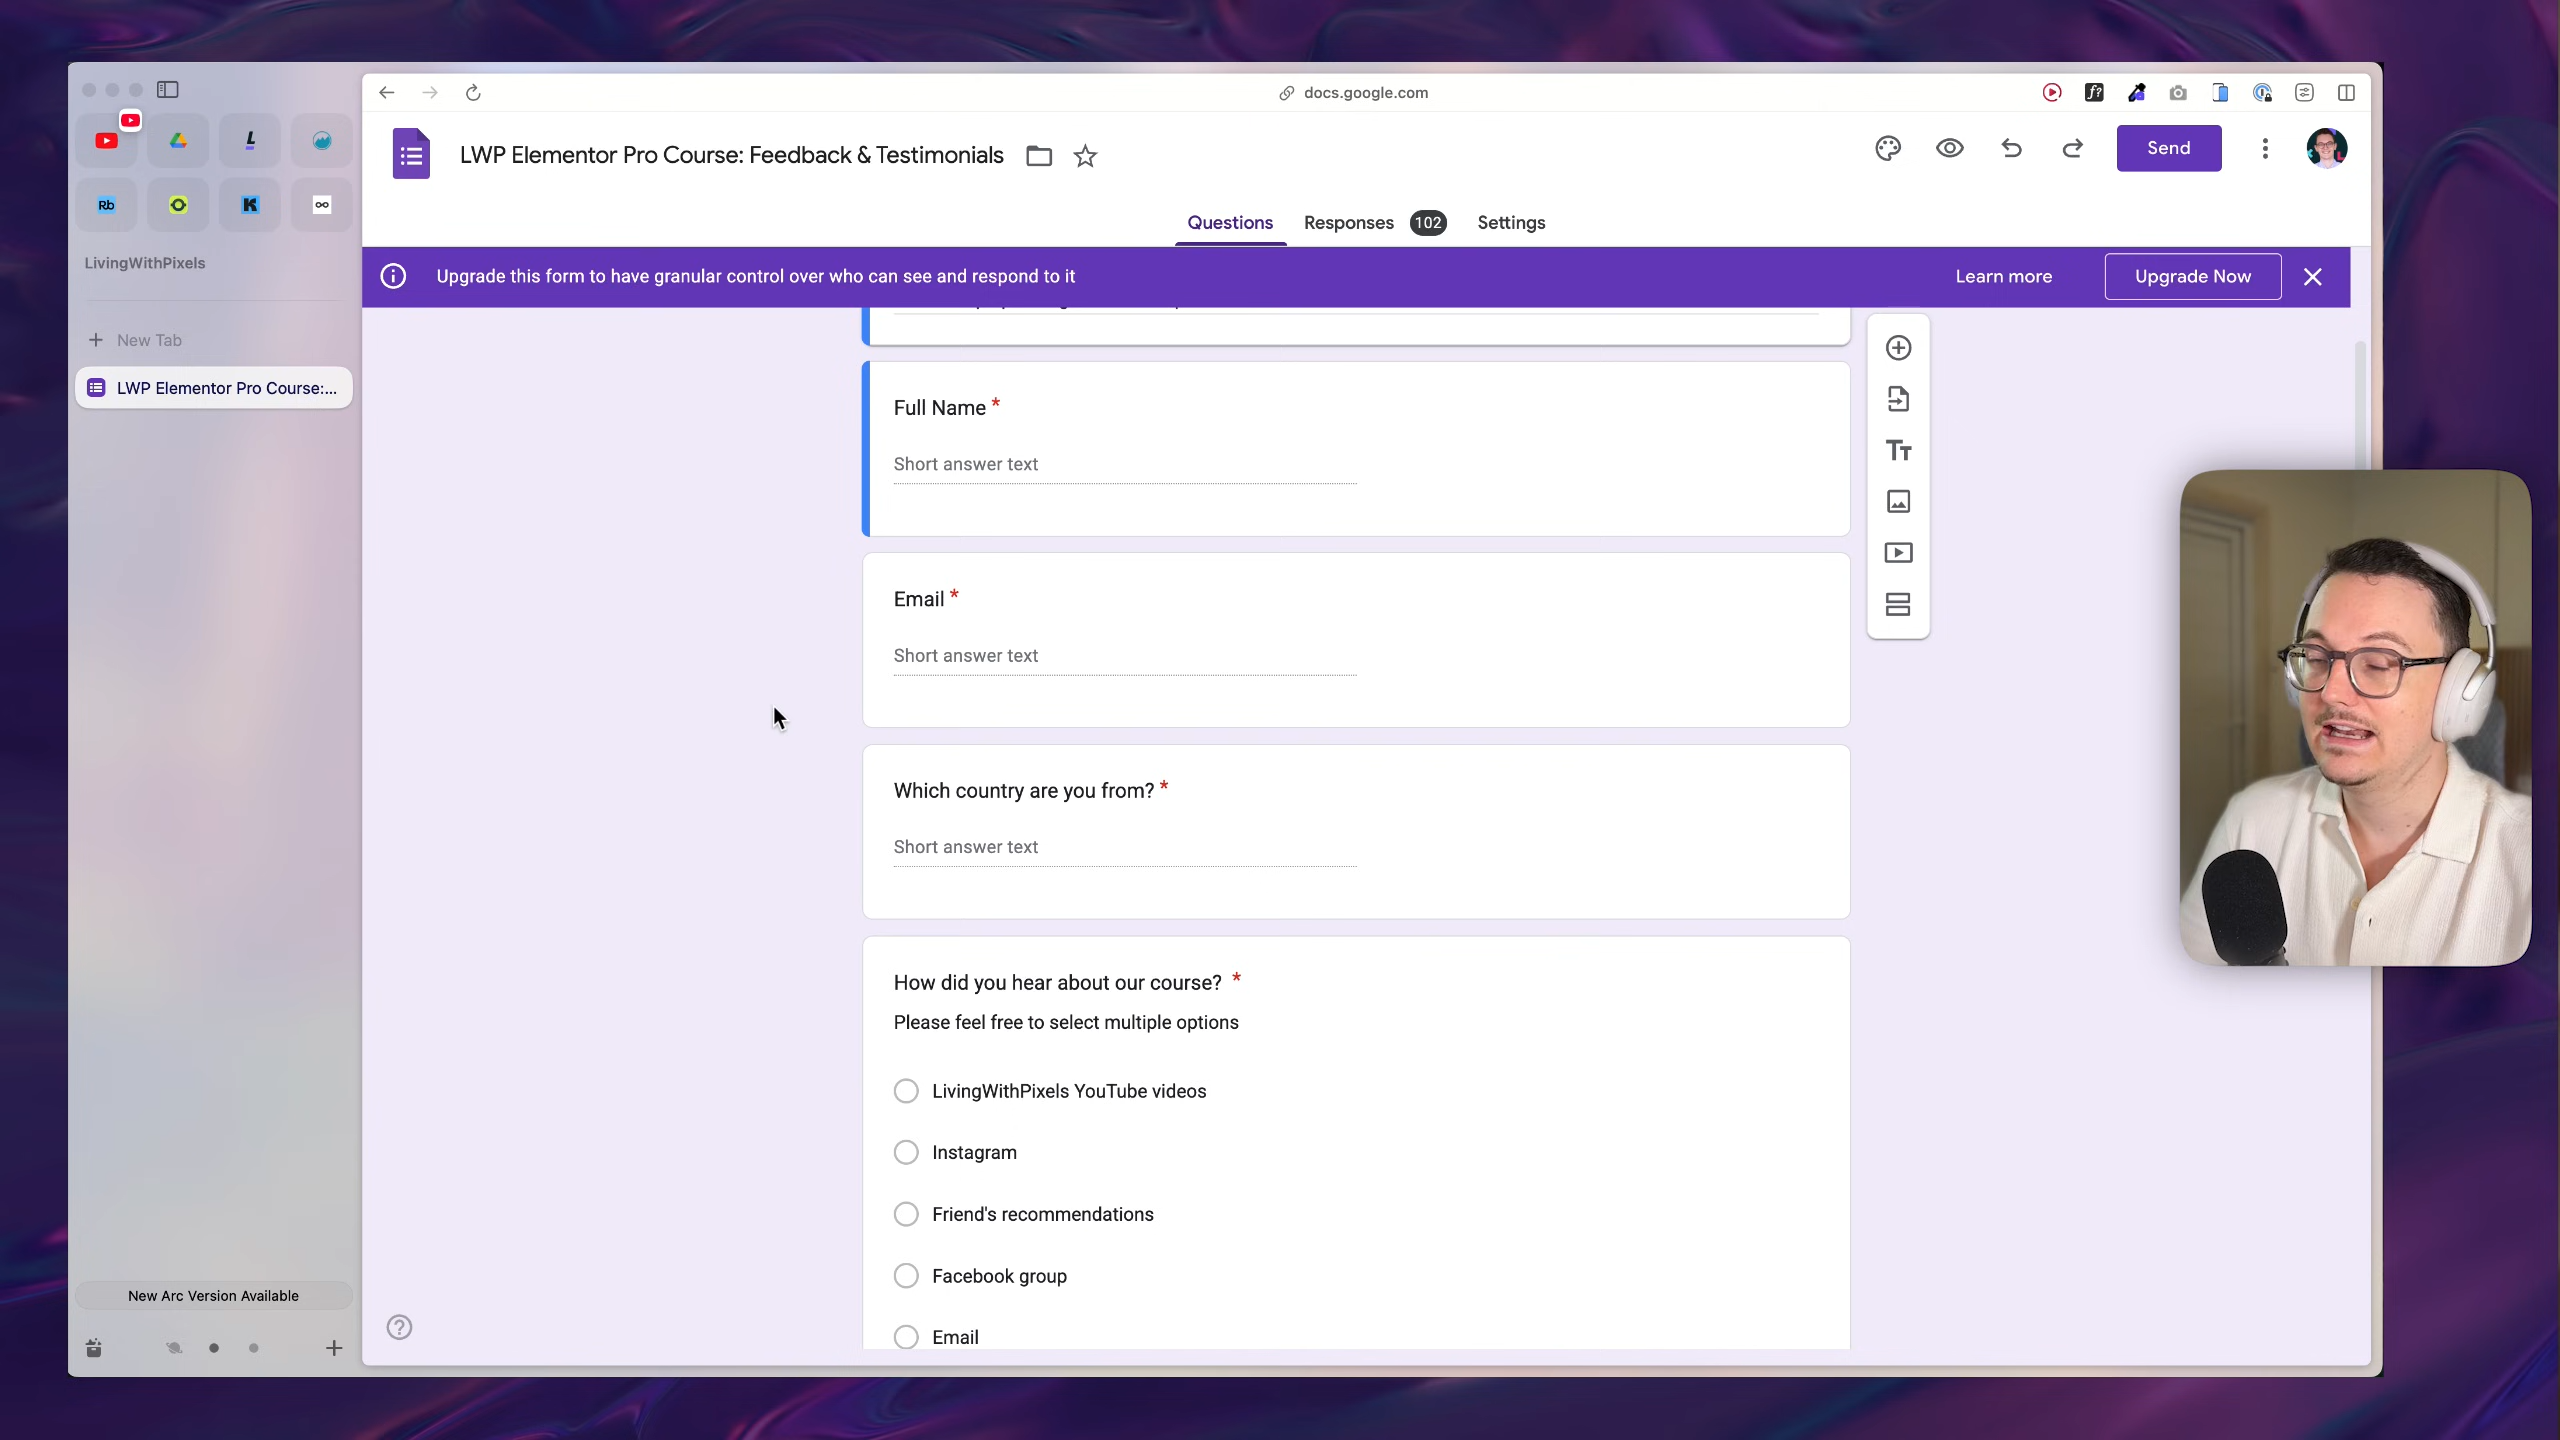 docs.google.com
LWP Elementor Pro Course: Feedback & Testimonials
Send
Rb
K
LivingWithPixels
Questions
Responses 102
Settings
Upgrade this form to have granular control over who can see and respond to it
Learn more
Upgrade Now
New Tab
LWP Elementor Pro Course:...
Full Name *
Short answer text
Email *
Short answer text
Which country are you from? *
Short answer text
How did you hear about our course? *
Please feel free to select multiple options
LivingWithPixels YouTube videos
Instagram
Friend's recommendations
Facebook group
Email
New Arc Version Available